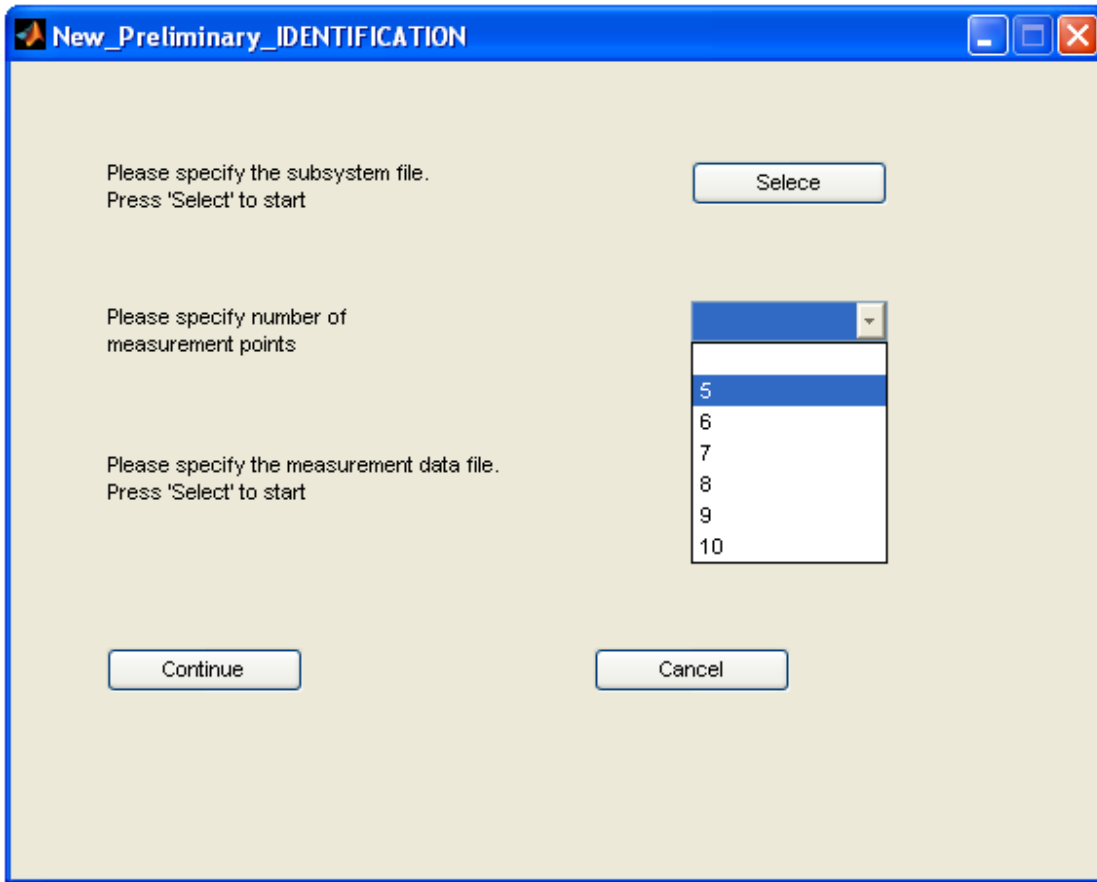 New_Preliminary_IDENTIFICATION
Please specify the subsystem file.
Press 'Select' to start
Selece
Please specify number of
measurement points
5
6
7
8
9
10
Please specify the measurement data file.
Press 'Select' to start
Continue
Cancel